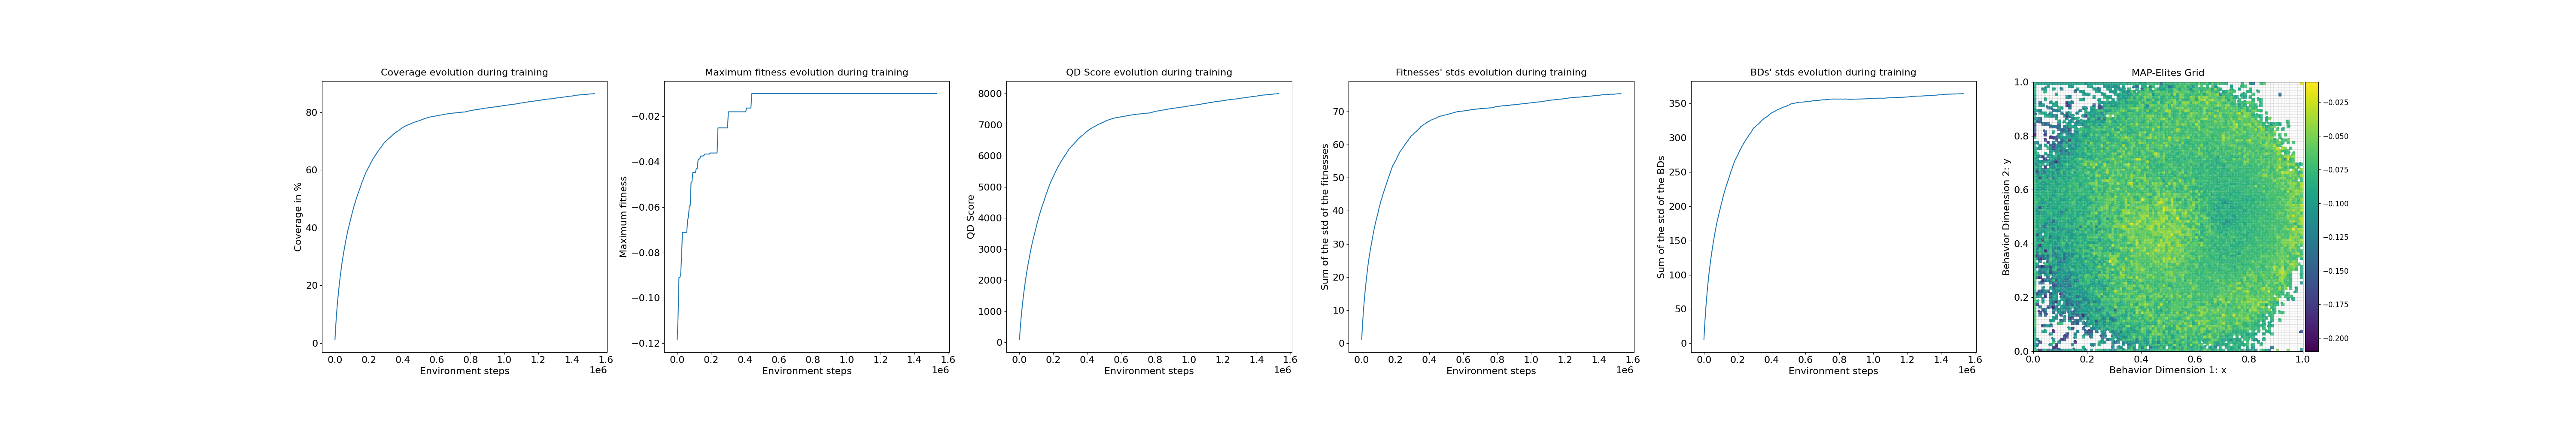 Coverage evolution during training
Coverage in %
80
60
40
20
0
0.0 0.2 0.4 0.6 0.8 1.0 1.2 1.4 1.6
1e6
Environment steps
Maximum fitness evolution during training
Maximum fitness
−0.02
−0.04
−0.06
−0.08
−0.10
−0.12
0.0 0.2 0.4 0.6 0.8 1.0 1.2 1.4 1.6
1e6
Environment steps
QD Score evolution during training
QD Score
8000
7000
6000
5000
4000
3000
2000
1000
0
0.0 0.2 0.4 0.6 0.8 1.0 1.2 1.4 1.6
1e6
Environment steps
Fitnesses' stds evolution during training
Sum of the std of the fitnesses
70
60
50
40
30
20
10
0
0.0 0.2 0.4 0.6 0.8 1.0 1.2 1.4 1.6
1e6
Environment steps
BDs' stds evolution during training
Sum of the std of the BDs
350
300
250
200
150
100
50
0
0.0 0.2 0.4 0.6 0.8 1.0 1.2 1.4 1.6
1e6
Environment steps
MAP-Elites Grid
Behavior Dimension 2: y
1.0
0.8
0.6
0.4
0.2
0.0
0.0 0.2 0.4 0.6 0.8 1.0
Behavior Dimension 1: x
−0.025
−0.050
−0.075
−0.100
−0.125
−0.150
−0.175
−0.200